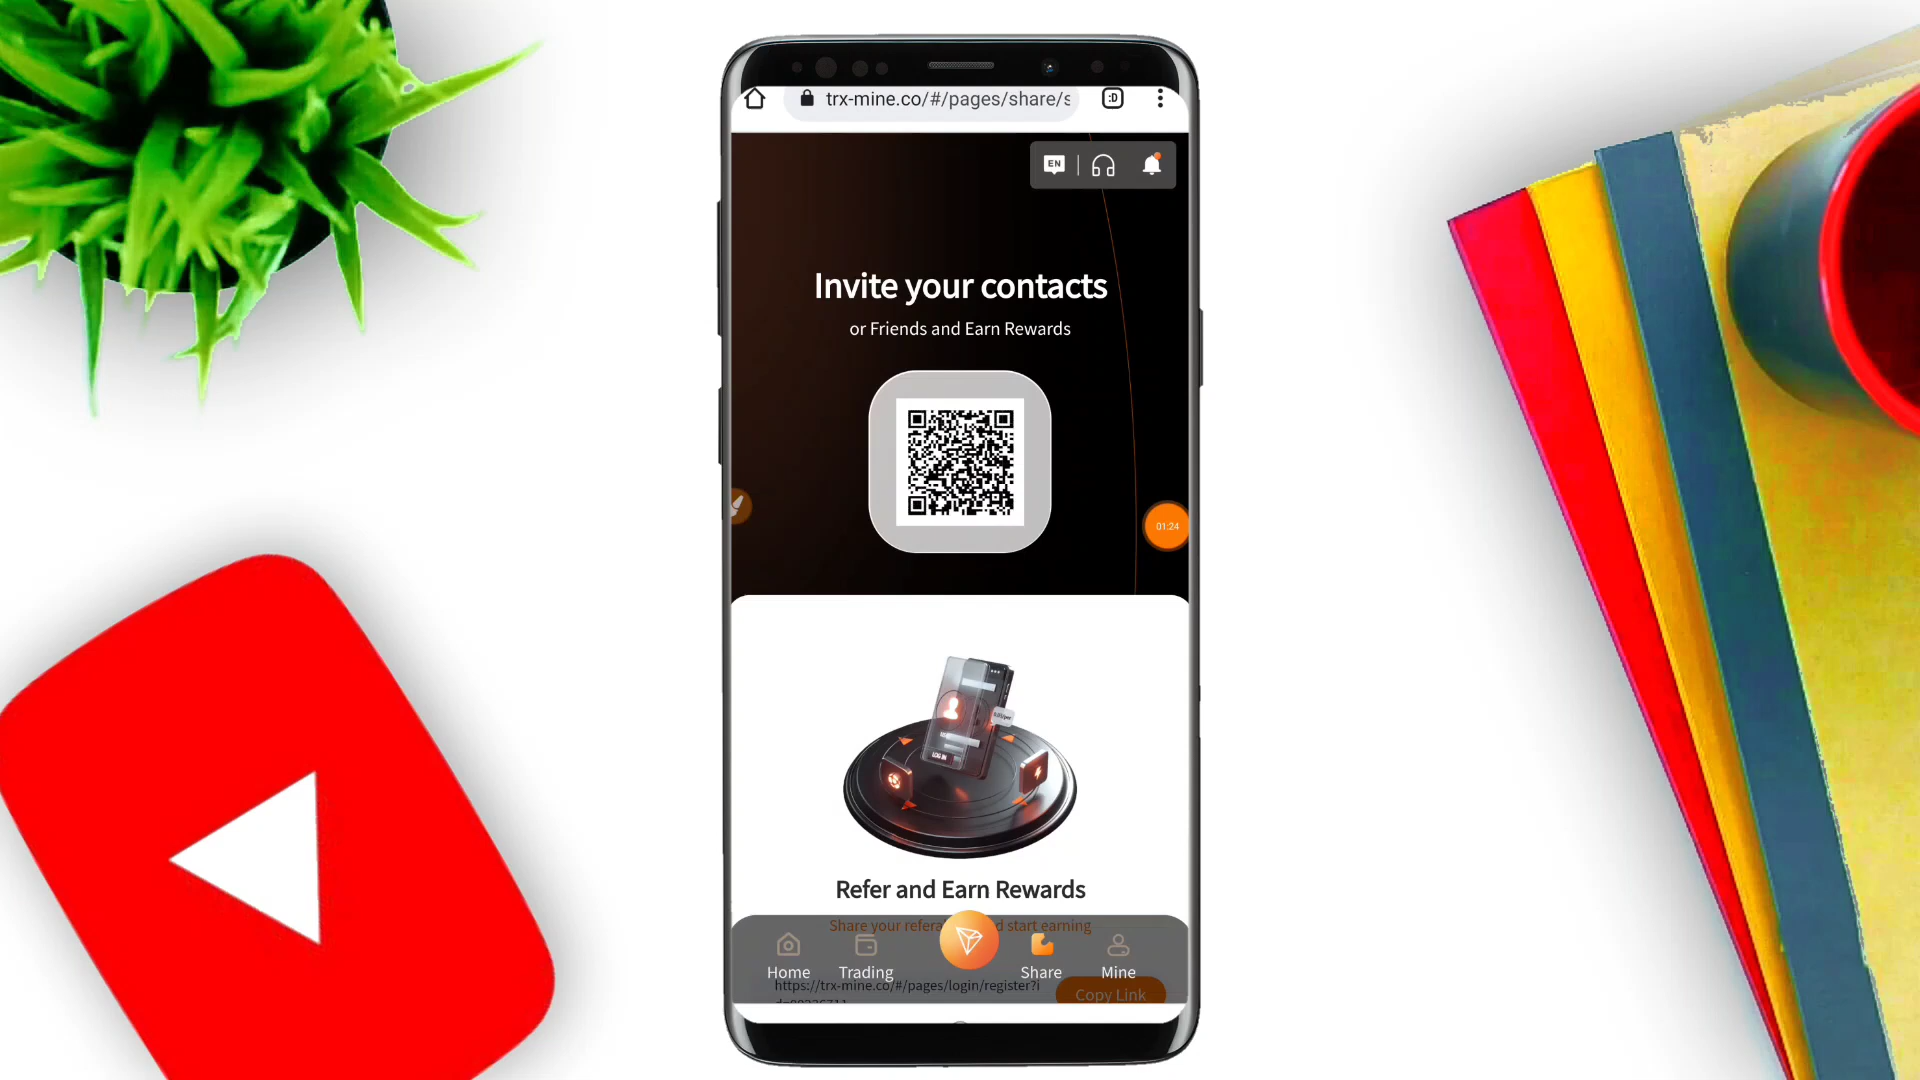 trx-mine.co/#/pages/share/s
:D
EN
Invite your contacts
or Friends and Earn Rewards
01:24
LOG IN
Refer and Earn Rewards
Share your refera d start earning
Home Trading Share Mine
https://trx-mine.co/#/pages/login/register?i
Copy Link